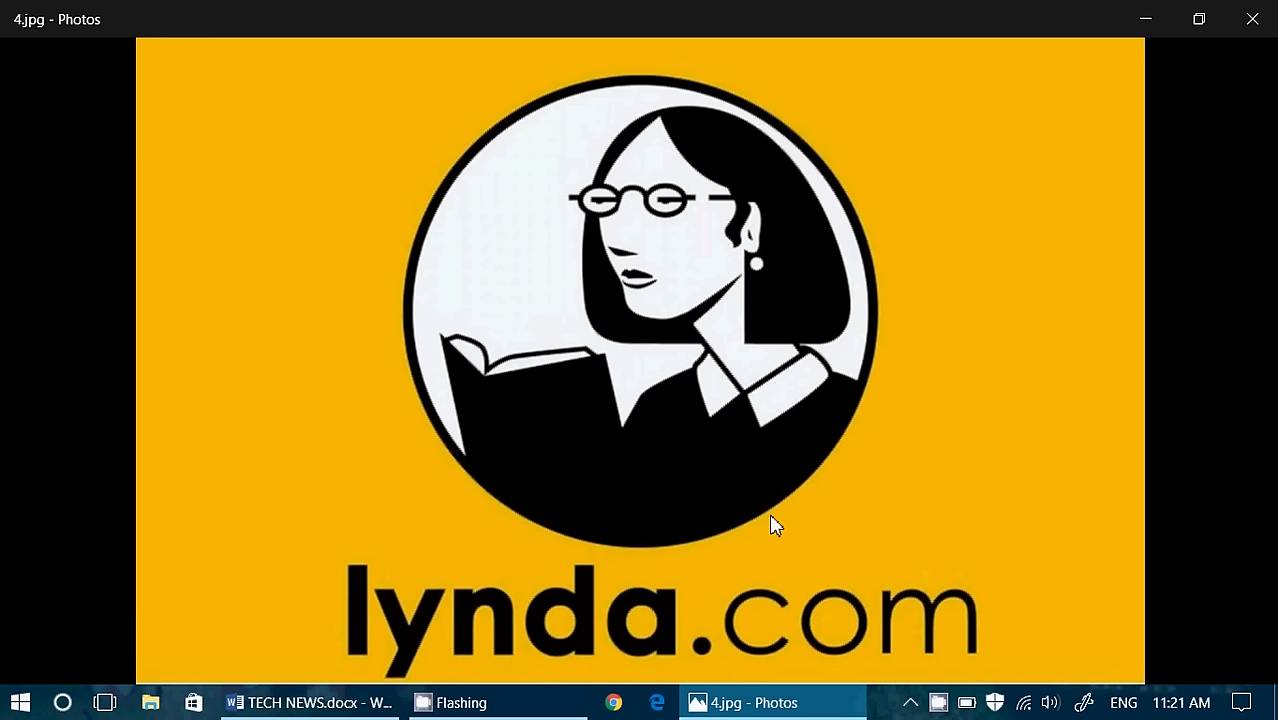 4.jpg - Photos
lynda.com
TECH NEWS.docx - W...
Flashing
4.jpg - Photos
ENG
11:21 AM